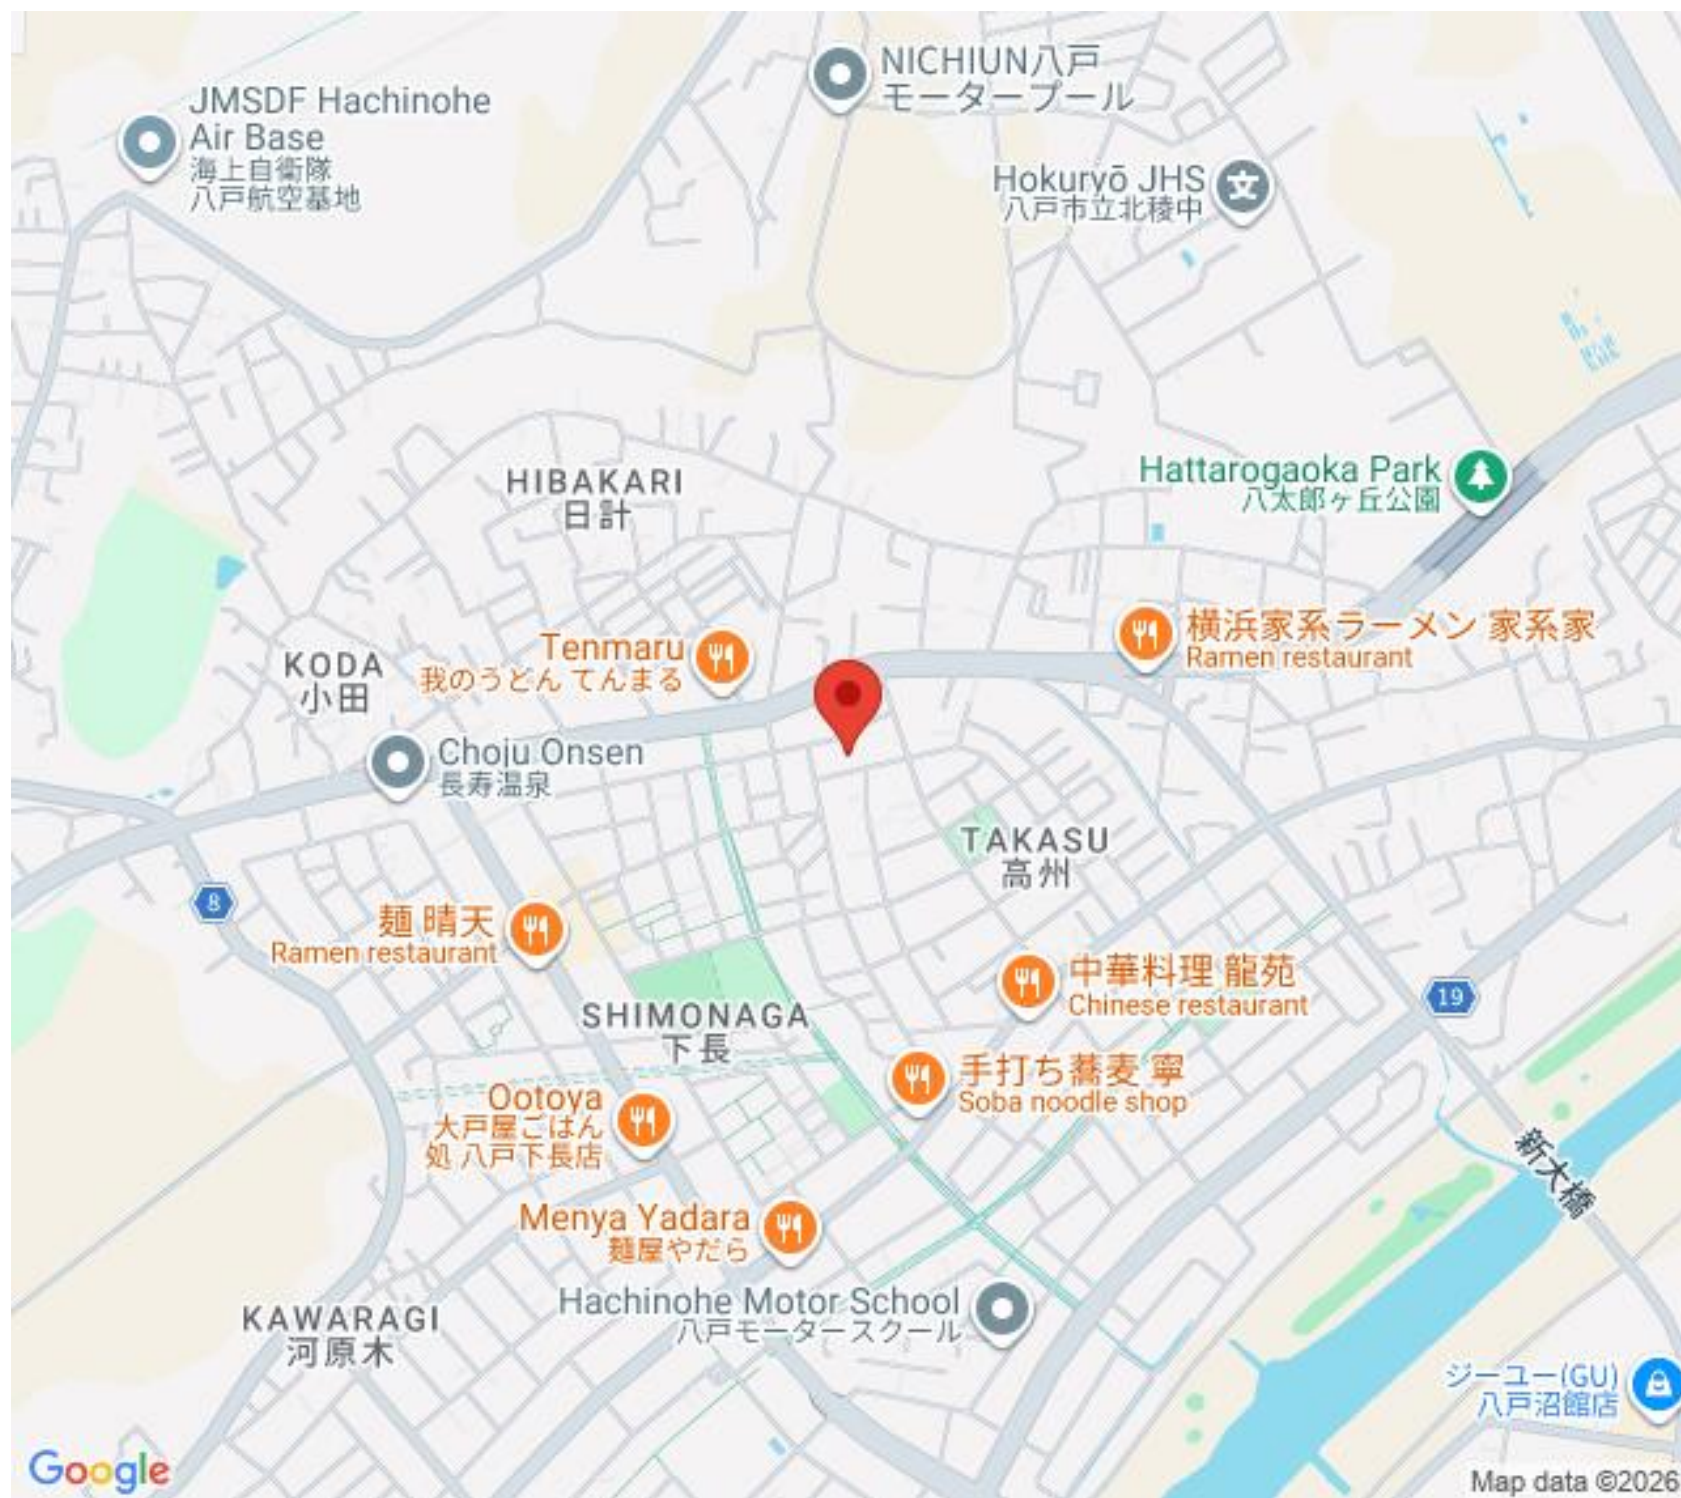 NICHIUN八戸
モータープール
JMSDF Hachinohe
Air Base
海上自衛隊
八戸航空基地
Hokuryō JHS
八戸市立北稜中
HIBAKARI
日計
Hattarogaoka Park
八太郎ヶ丘公園
横浜家系ラーメン 家系家
Ramen restaurant
Tenmaru
我のうどん てんまる
KODA
小田
Choju Onsen
長寿温泉
TAKASU
高州
8
麺 晴天
Ramen restaurant
中華料理 龍苑
Chinese restaurant
19
SHIMONAGA
下長
手打ち蕎麦 寧
Soba noodle shop
Ootoya
大戸屋ごはん
処 八戸下長店
新大橋
Menya Yadara
麺屋やだら
Hachinohe Motor School
八戸モータースクール
KAWARAGI
河原木
ジーユー(GU)
八戸沼館店
Google
Map data ©2026